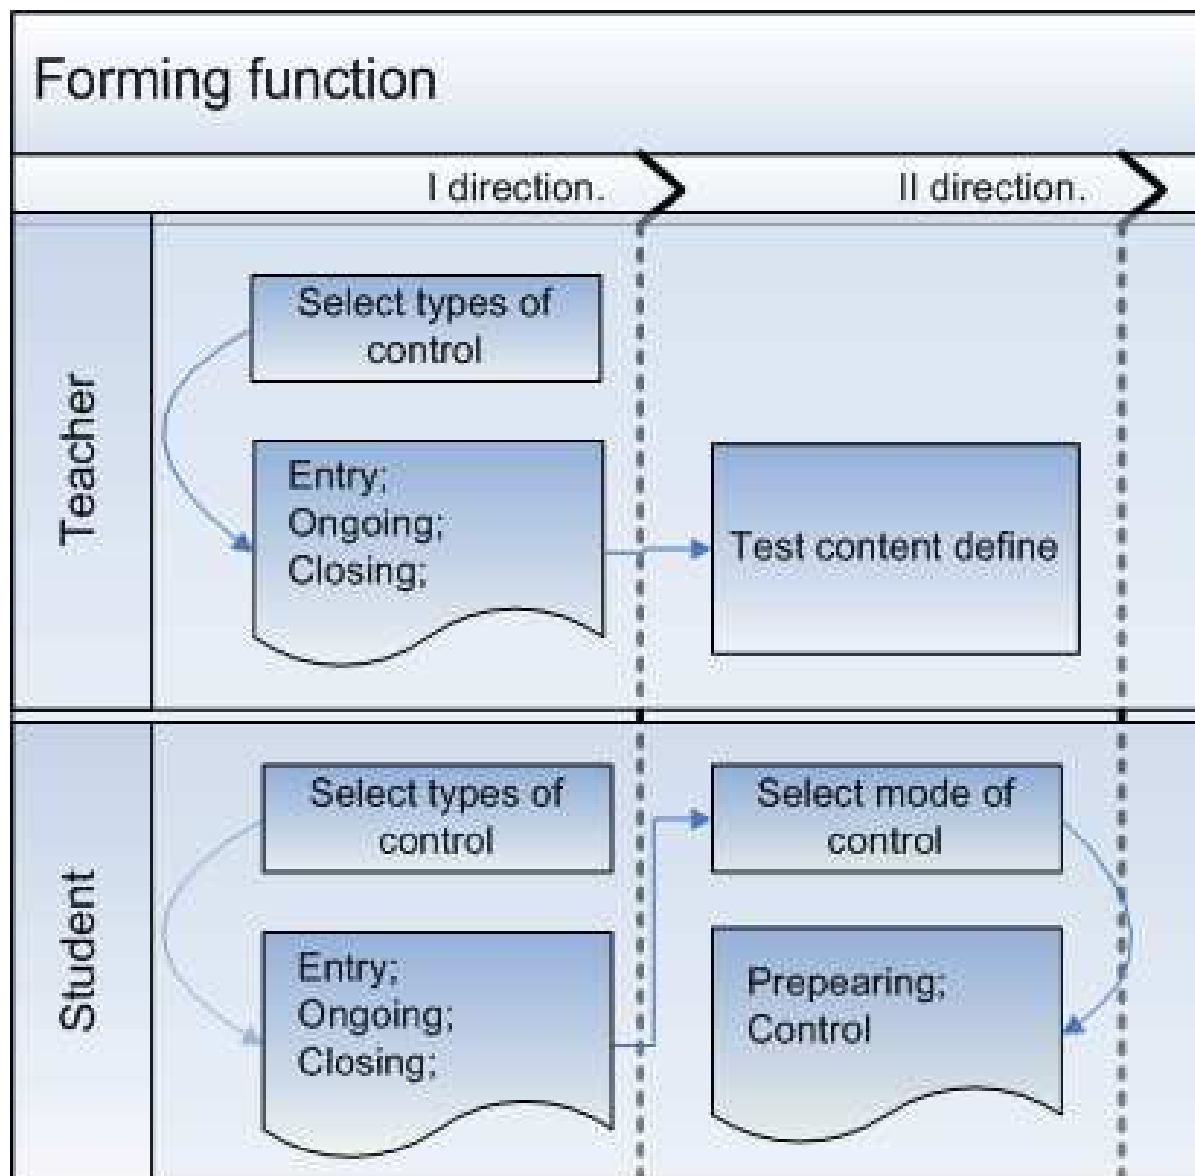 Forming function
I direction.
II direction.
Teacher
Select types of
control
Entry;
Ongoing;
Closing;
Test content define
Student
Select types of
control
Entry;
Ongoing;
Closing;
Select mode of
control
Prepearing;
Control